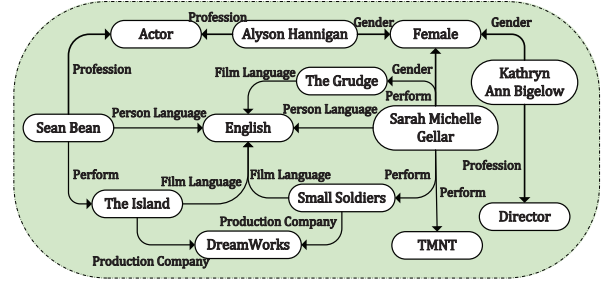 Profession
Gender
Gender
Actor
Alyson Hannigan
Female
Profession
Film Language
The Grudge
Gender
Perform
Kathryn
Ann Bigelow
Person Language
Person Language
Sean Bean
English
Sarah Michelle
Gellar
Perform
Film Language
Film Language
Perform
Profession
Perform
The Island
Small Soldiers
Production Company
Director
DreamWorks
TMNT
Production Company